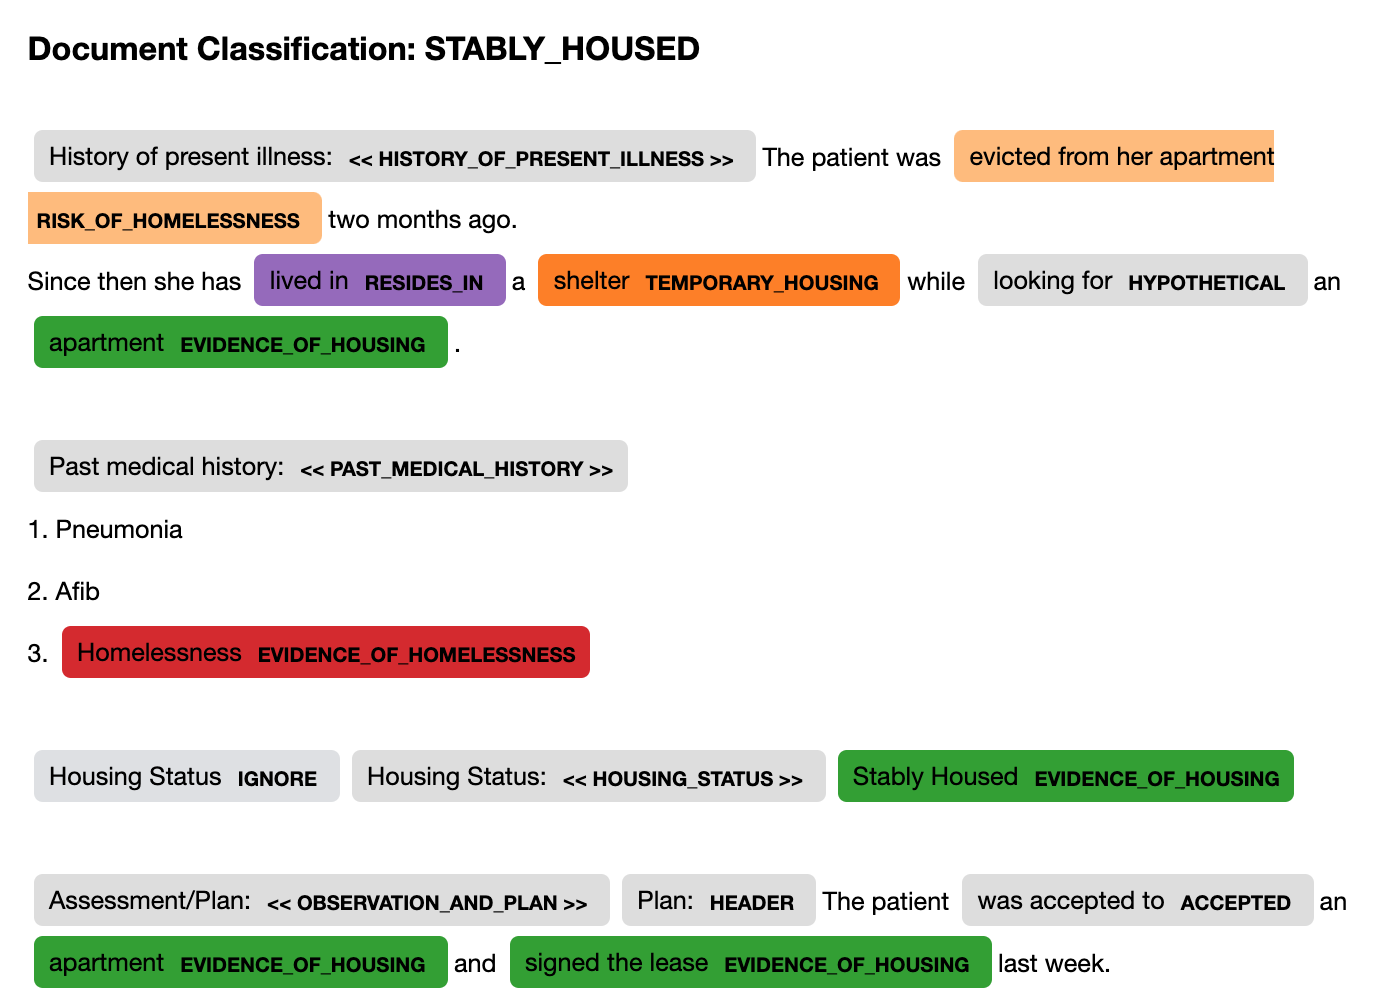 Document Classification: STABLY_HOUSED
History of present illness: << HISTORY_OF_PRESENT_ILLNESS >> The patient was evicted from her apartment
RISK_OF_HOMELESSNESS two months ago.
Since then she has lived in RESIDES_IN a shelter TEMPORARY_HOUSING while looking for HYPOTHETICAL an
apartment EVIDENCE_OF_HOUSING .
Past medical history: << PAST_MEDICAL_HISTORY >>
1. Pneumonia
2. Afib
3. Homelessness EVIDENCE_OF_HOMELESSNESS
Housing Status IGNORE Housing Status: << HOUSING_STATUS >> Stably Housed EVIDENCE_OF_HOUSING
Assessment/Plan: << OBSERVATION_AND_PLAN >> Plan: HEADER The patient was accepted to ACCEPTED an
apartment EVIDENCE_OF_HOUSING and signed the lease EVIDENCE_OF_HOUSING last week.